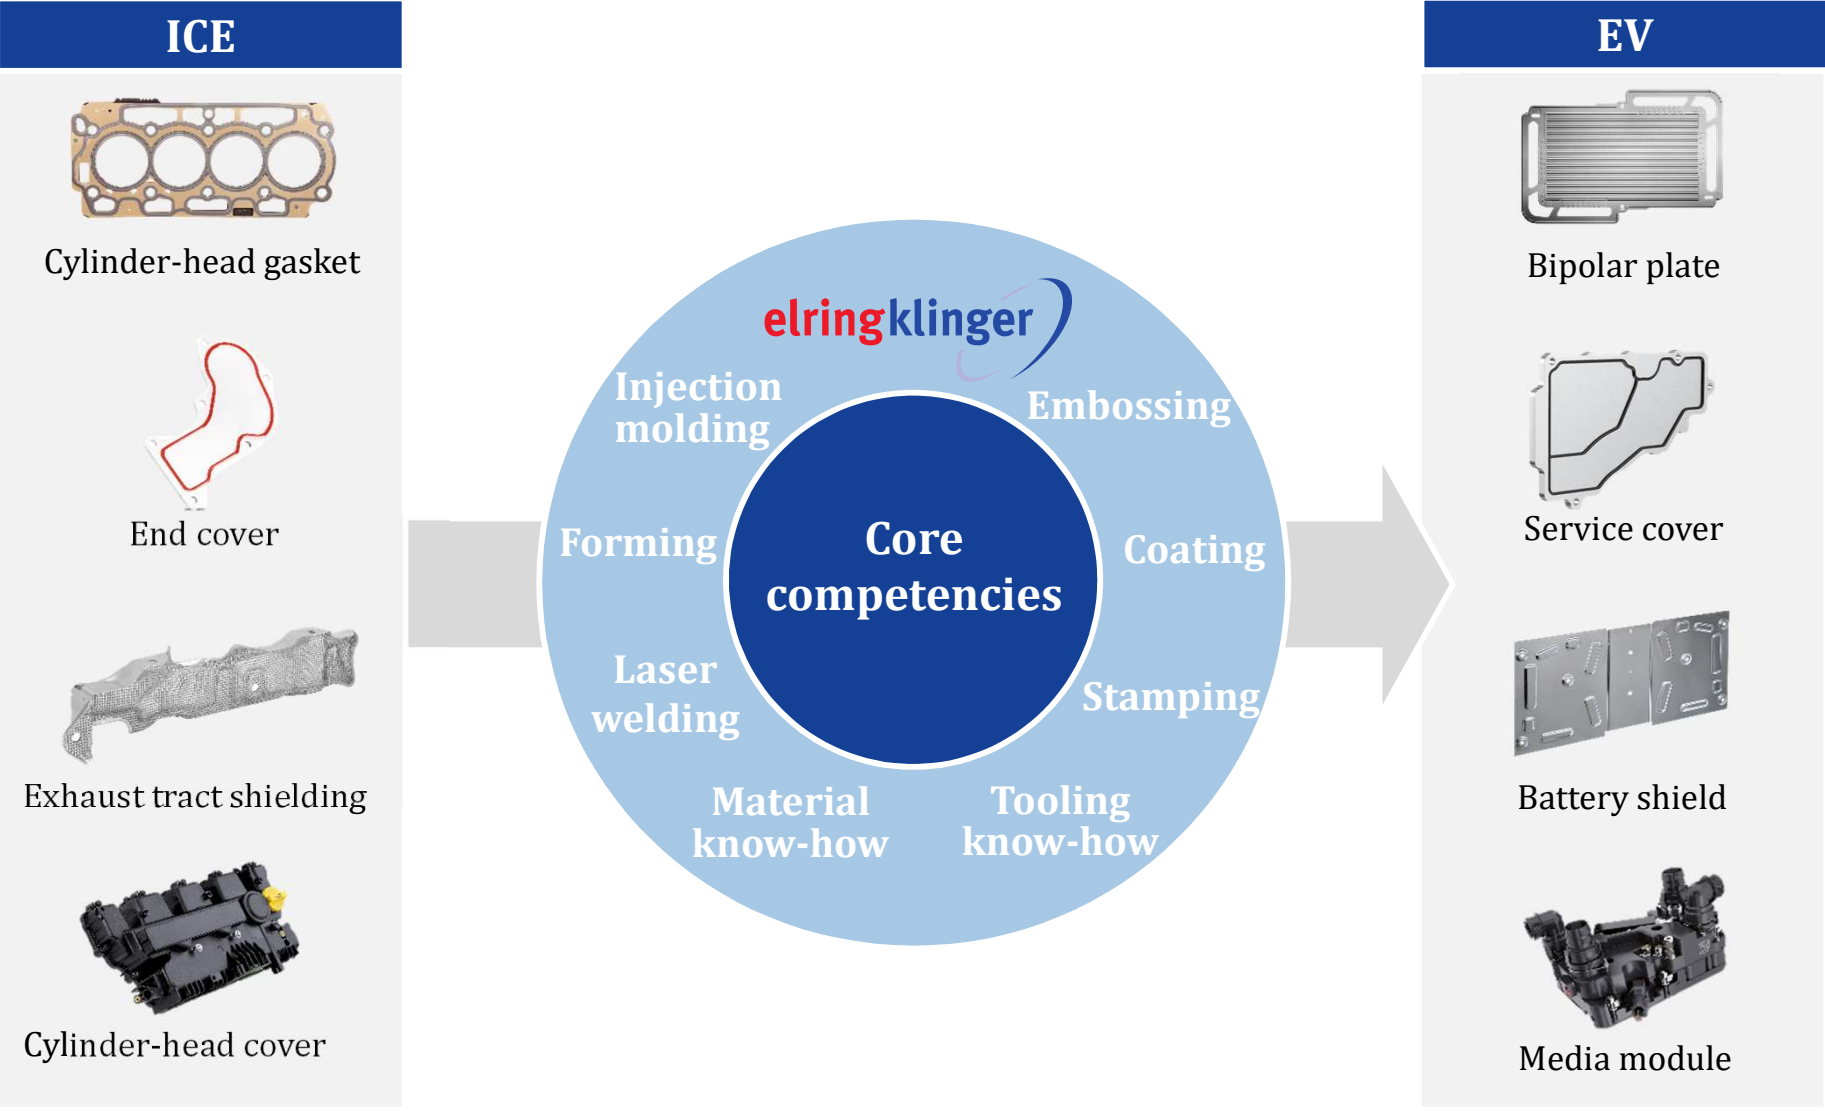 ICE
Cylinder-head gasket
End cover
Exhaust tract shielding
Cylinder-head cover
elringklinger
Injection
molding
Embossing
Forming
Coating
Laser
welding
Stamping
Material
know-how
Tooling
know-how
Core
competencies
EV
Bipolar plate
Service cover
Battery shield
Media module